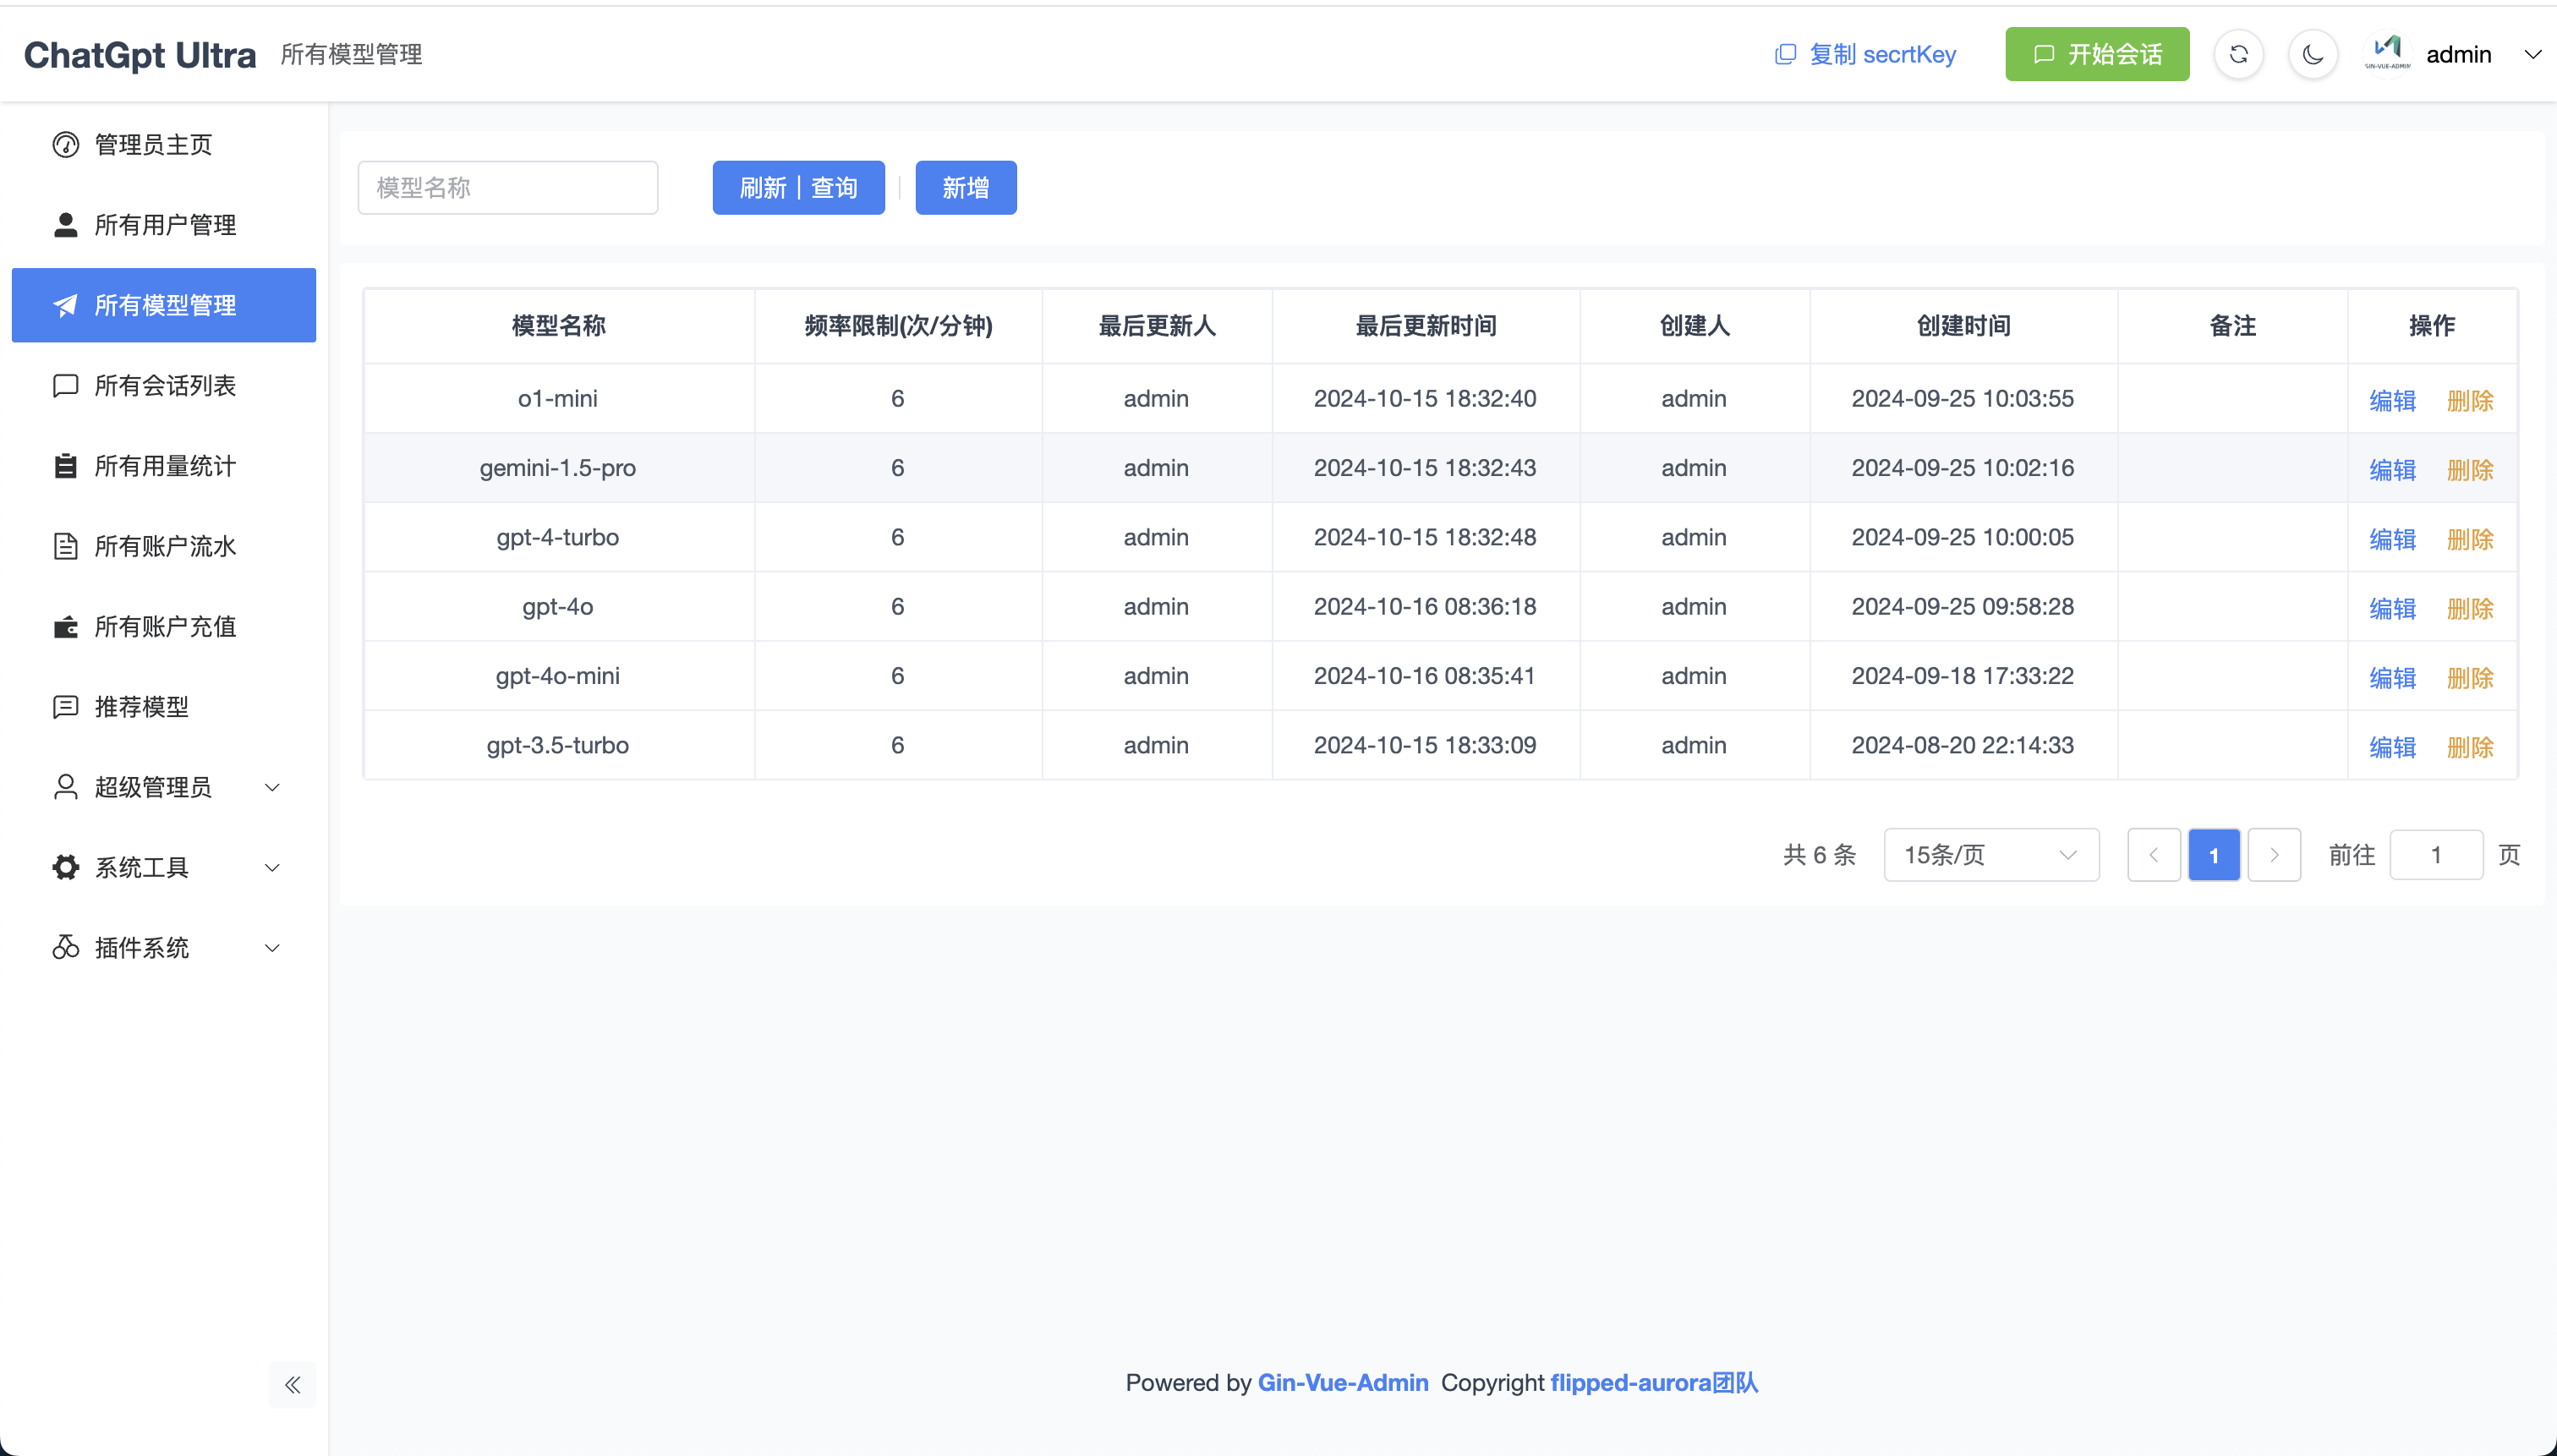 ChatGpt Ultra 所有模型管理 复制 secrtKey 开始会话 GIN-VUE-ADMIN admin
管理员主页
所有用户管理
所有模型管理
所有会话列表
所有用量统计
所有账户流水
所有账户充值
推荐模型
超级管理员
系统工具
插件系统
模型名称 刷新｜查询 新增
模型名称 频率限制(次/分钟) 最后更新人 最后更新时间 创建人 创建时间 备注 操作
o1-mini 6 admin 2024-10-15 18:32:40 admin 2024-09-25 10:03:55 编辑 删除
gemini-1.5-pro 6 admin 2024-10-15 18:32:43 admin 2024-09-25 10:02:16 编辑 删除
gpt-4-turbo 6 admin 2024-10-15 18:32:48 admin 2024-09-25 10:00:05 编辑 删除
gpt-4o 6 admin 2024-10-16 08:36:18 admin 2024-09-25 09:58:28 编辑 删除
gpt-4o-mini 6 admin 2024-10-16 08:35:41 admin 2024-09-18 17:33:22 编辑 删除
gpt-3.5-turbo 6 admin 2024-10-15 18:33:09 admin 2024-08-20 22:14:33 编辑 删除
共 6 条 15条/页 1 前往 1 页
Powered by Gin-Vue-Admin Copyright flipped-aurora团队